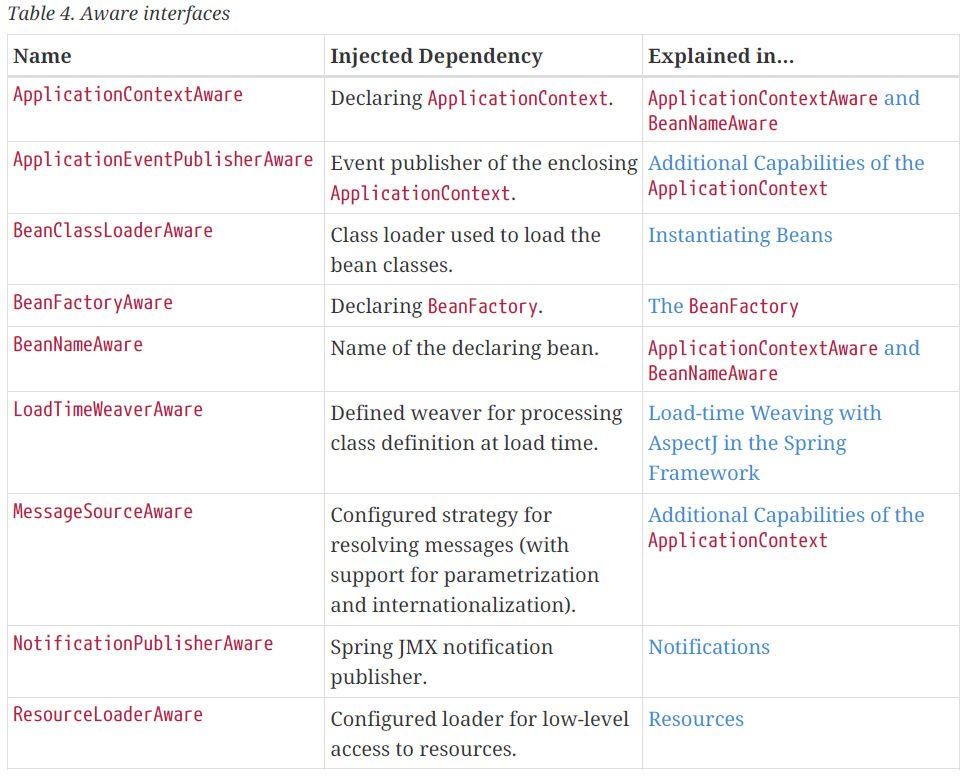 Table 4. Aware interfaces
Name Injected Dependency Explained in…
ApplicationContextAware Declaring ApplicationContext. ApplicationContextAware and
BeanNameAware
ApplicationEventPublisherAware Event publisher of the enclosing Additional Capabilities of the
ApplicationContext. ApplicationContext
BeanClassLoaderAware Class loader used to load the Instantiating Beans
bean classes.
BeanFactoryAware Declaring BeanFactory. The BeanFactory
BeanNameAware Name of the declaring bean. ApplicationContextAware and
BeanNameAware
LoadTimeWeaverAware Defined weaver for processing Load-time Weaving with
class definition at load time. AspectJ in the Spring
Framework
MessageSourceAware Configured strategy for Additional Capabilities of the
resolving messages (with ApplicationContext
support for parametrization
and internationalization).
NotificationPublisherAware Spring JMX notification Notifications
publisher.
ResourceLoaderAware Configured loader for low-level Resources
access to resources.